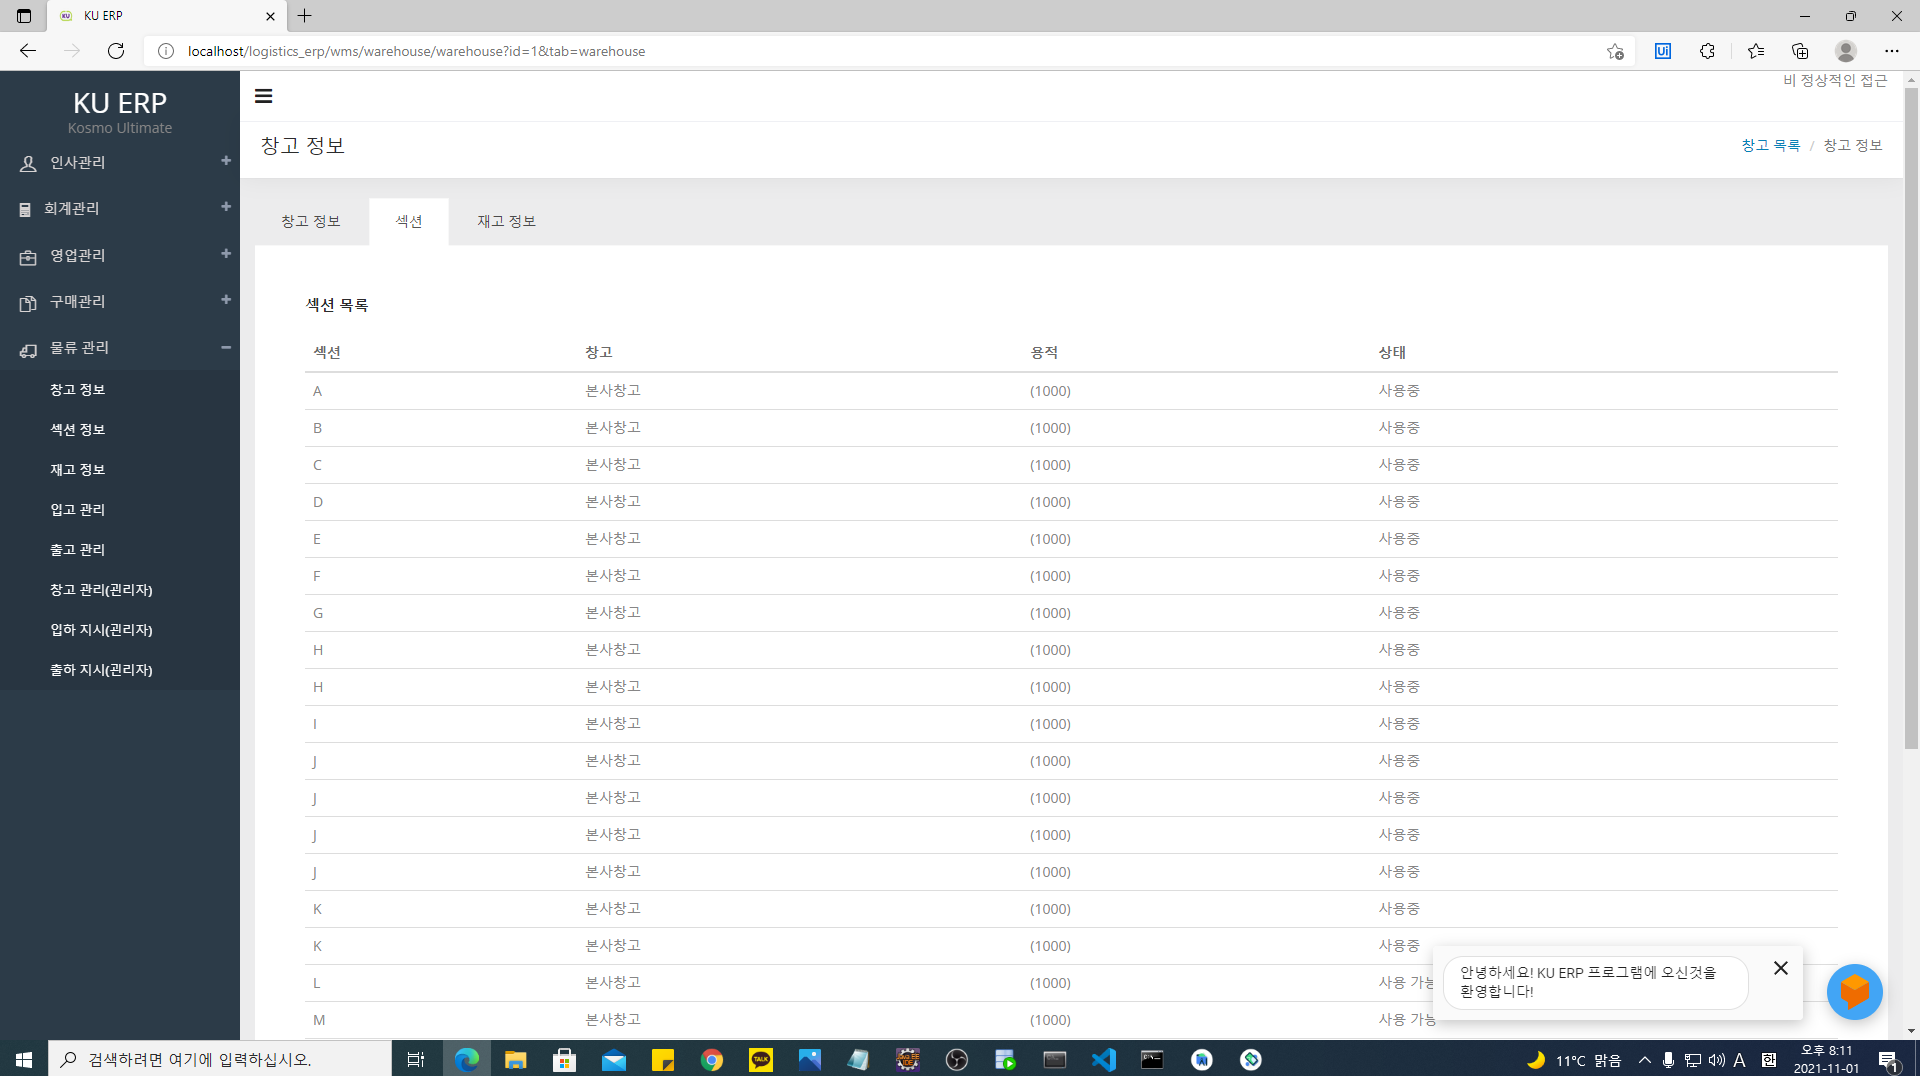 KU ERP
localhost/logistics_erp/wms/warehouse/warehouse?id=1&tab=warehouse
KU ERP
Kosmo Ultimate
인사관리
회계관리
영업관리
구매관리
물류 관리
창고 정보
섹션 정보
재고 정보
입고 관리
출고 관리
창고 관리(괸리자)
입하 지시(괸리자)
출하 지시(괸리자)
비 정상적인 접근
창고 정보
창고 목록 / 창고 정보
창고 정보 섹션 재고 정보
섹션 목록
섹션 창고 용적 상태
A 본사창고 (1000) 사용중
B 본사창고 (1000) 사용중
C 본사창고 (1000) 사용중
D 본사창고 (1000) 사용중
E 본사창고 (1000) 사용중
F 본사창고 (1000) 사용중
G 본사창고 (1000) 사용중
H 본사창고 (1000) 사용중
H 본사창고 (1000) 사용중
I 본사창고 (1000) 사용중
J 본사창고 (1000) 사용중
J 본사창고 (1000) 사용중
J 본사창고 (1000) 사용중
J 본사창고 (1000) 사용중
K 본사창고 (1000) 사용중
K 본사창고 (1000) 사용중
L 본사창고 (1000) 사용 가능
M 본사창고 (1000) 사용 가능
안녕하세요! KU ERP 프로그램에 오신것을
환영합니다!
검색하려면 여기에 입력하십시오.
11°C 맑음
A
한
오후 8:11
2021-11-01
1